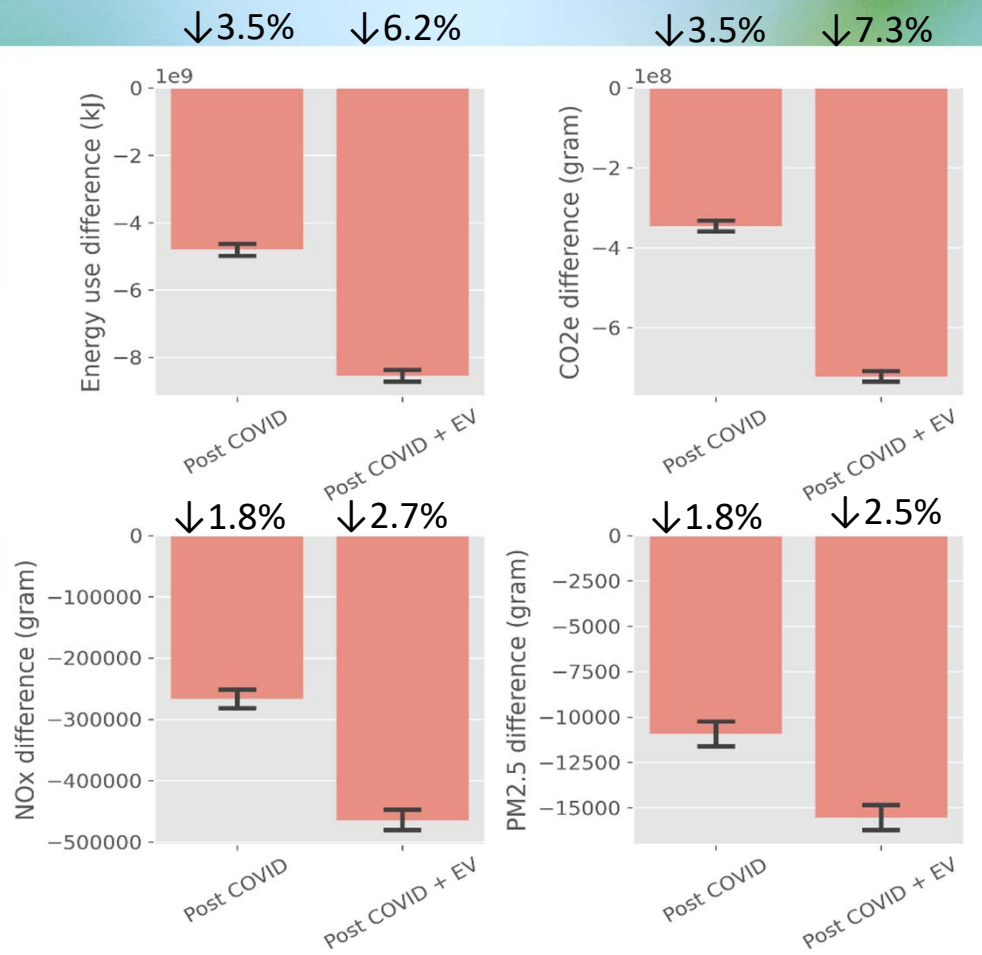 ↓3.5% ↓6.2%
1e9
Energy use difference (kJ)
0
−2
−4
−6
−8
Post COVID
Post COVID + EV
↓3.5% ↓7.3%
1e8
CO2e difference (gram)
0
−2
−4
−6
Post COVID
Post COVID + EV
↓1.8% ↓2.7%
NOx difference (gram)
0
−100000
−200000
−300000
−400000
−500000
Post COVID
Post COVID + EV
↓1.8% ↓2.5%
PM2.5 difference (gram)
0
−2500
−5000
−7500
−10000
−12500
−15000
Post COVID
Post COVID + EV